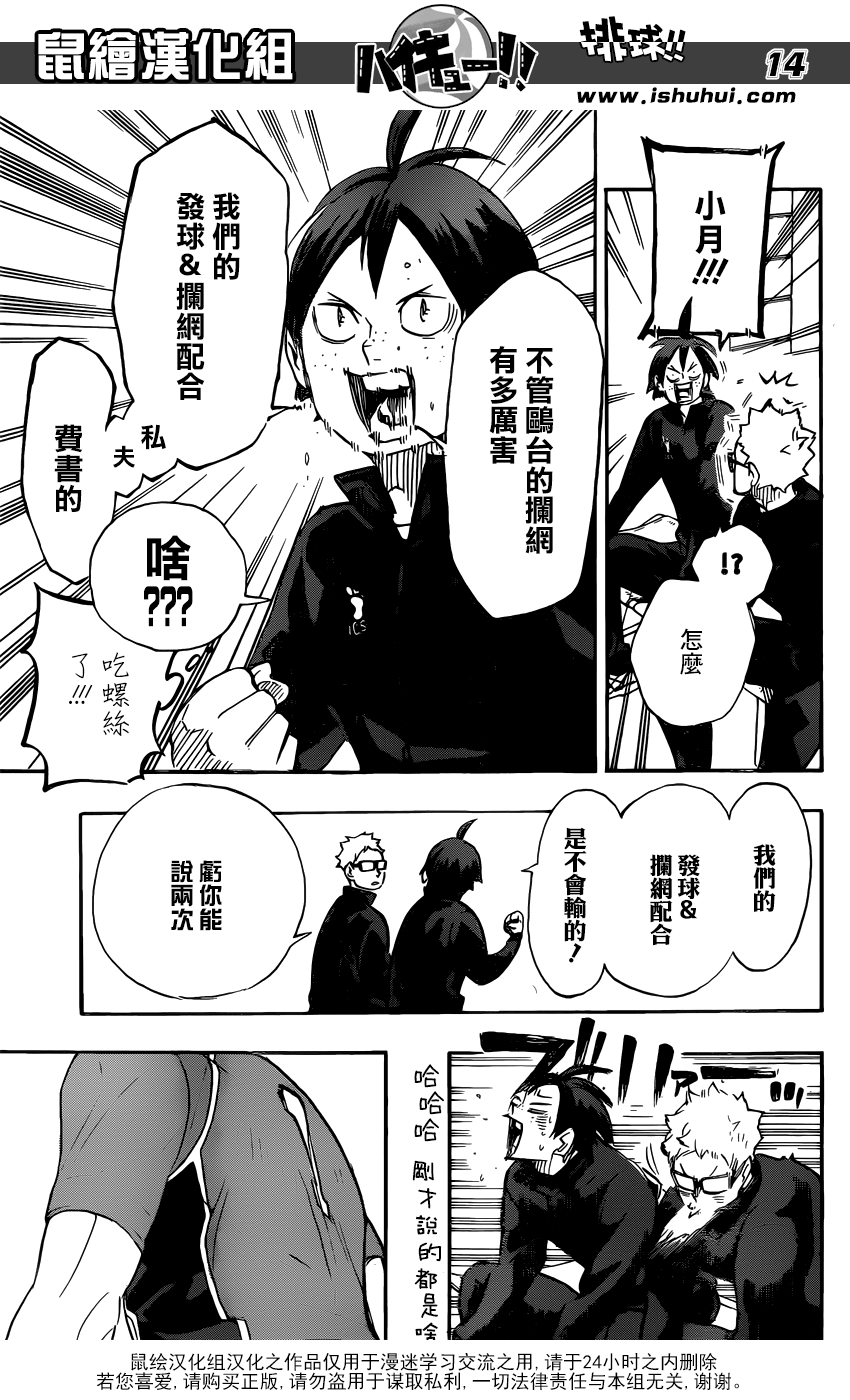 鼠繪漢化組
ハイキュー!!
排球!!
14
www.ishuhui.com
小月!!!
!?
怎麼
不管鷗台的攔網
有多厲害
我們的
發球&攔網配合
私
夫
費書的
啥
???
吃螺絲
了!!!
ICS
我們的
發球&
攔網配合
是不會輸的!
虧你能
說兩次
ブブリァー
哈哈哈 剛才說的都是啥
鼠绘汉化组汉化之作品仅用于漫迷学习交流之用,请于24小时之内删除
若您喜爱,请购买正版,请勿尝用于谋取私利,一切法律责任与本组无关,谢谢。